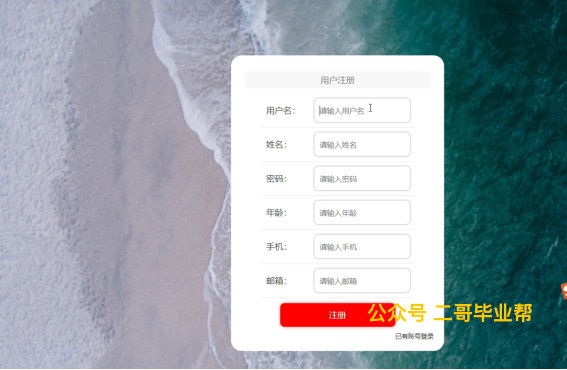 用户注册
用户名： 请输入用户名
姓名： 请输入姓名
密码： 请输入密码
年龄： 请输入年龄
手机： 请输入手机
邮箱： 请输入邮箱
注册
公众号 二哥毕业帮
已有账号登录